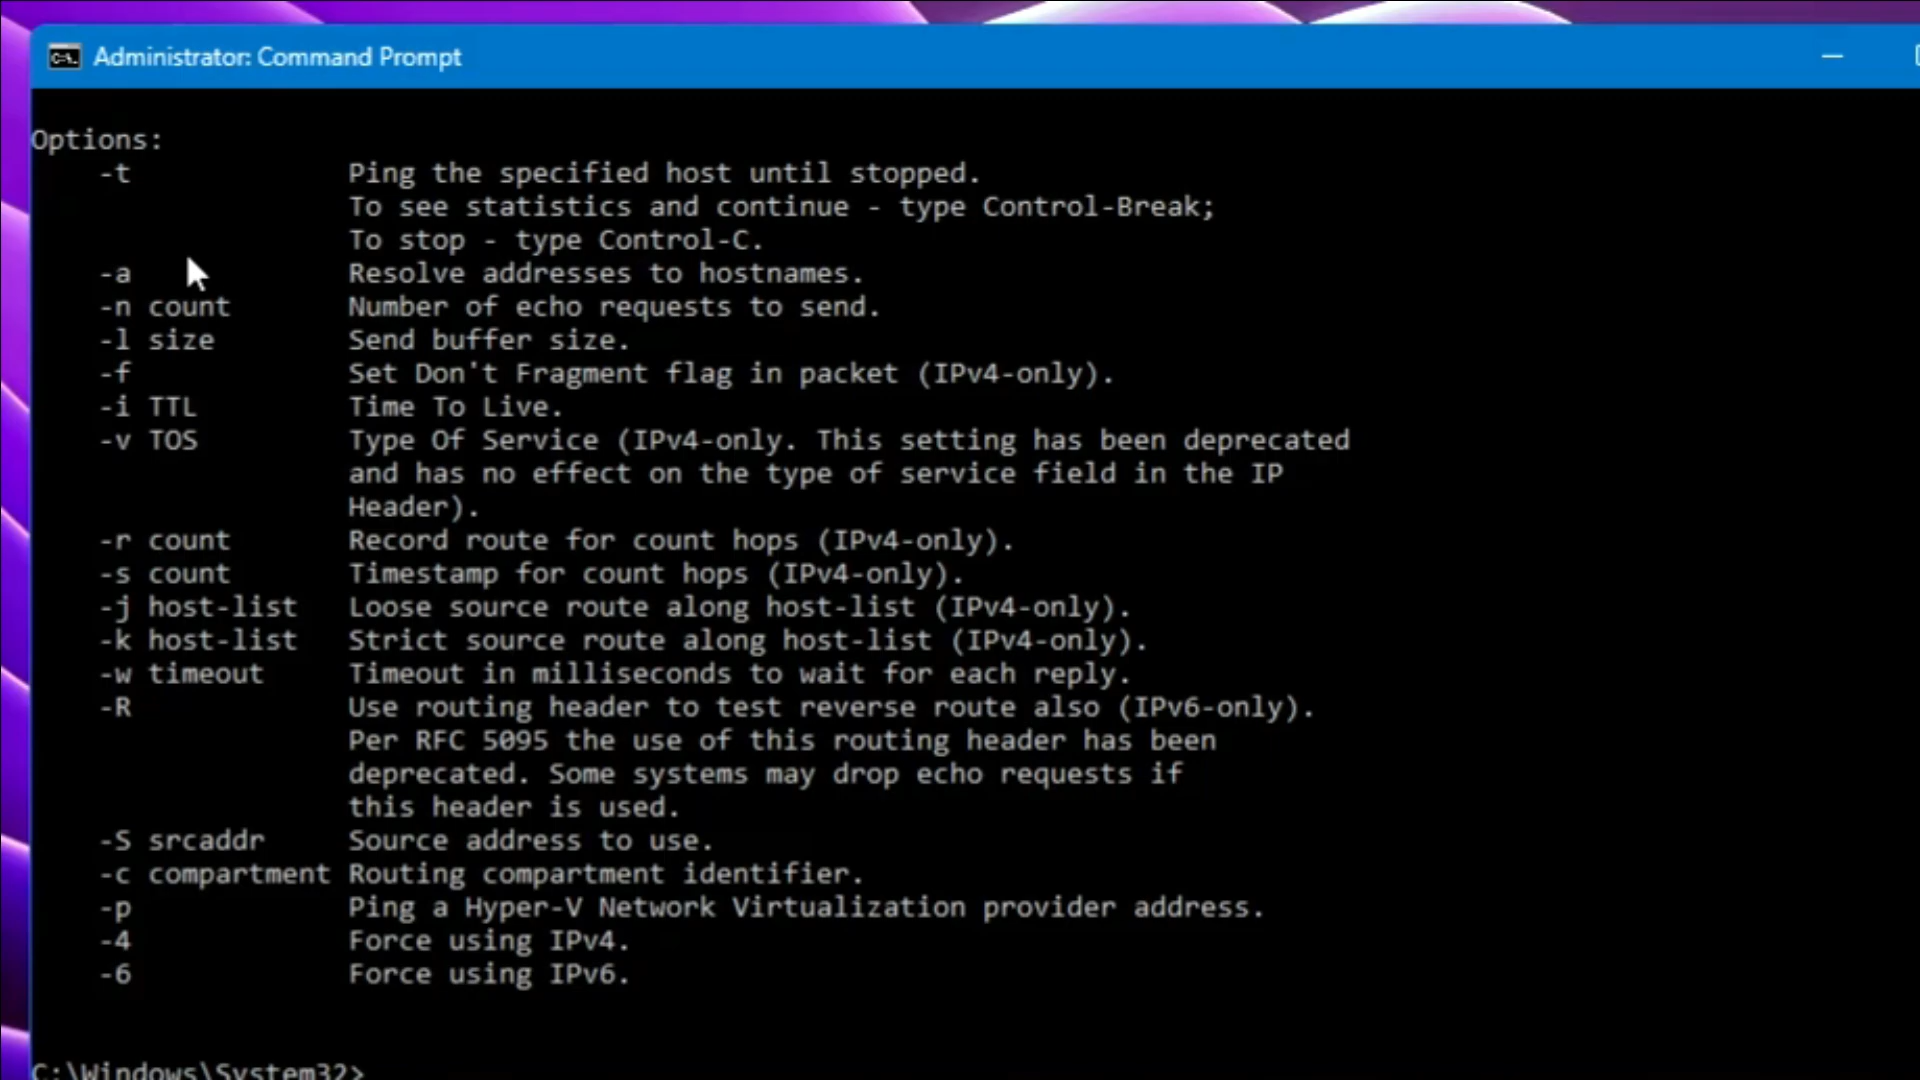 Administrator: Command Prompt
Options:
-t Ping the specified host until stopped.
To see statistics and continue - type Control-Break;
To stop - type Control-C.
-a Resolve addresses to hostnames.
-n count Number of echo requests to send.
-l size Send buffer size.
-f Set Don't Fragment flag in packet (IPv4-only).
-i TTL Time To Live.
-v TOS Type Of Service (IPv4-only. This setting has been deprecated
and has no effect on the type of service field in the IP
Header).
-r count Record route for count hops (IPv4-only).
-s count Timestamp for count hops (IPv4-only).
-j host-list Loose source route along host-list (IPv4-only).
-k host-list Strict source route along host-list (IPv4-only).
-w timeout Timeout in milliseconds to wait for each reply.
-R Use routing header to test reverse route also (IPv6-only).
Per RFC 5095 the use of this routing header has been
deprecated. Some systems may drop echo requests if
this header is used.
-S srcaddr Source address to use.
-c compartment Routing compartment identifier.
-p Ping a Hyper-V Network Virtualization provider address.
-4 Force using IPv4.
-6 Force using IPv6.
C:\Windows\System32>